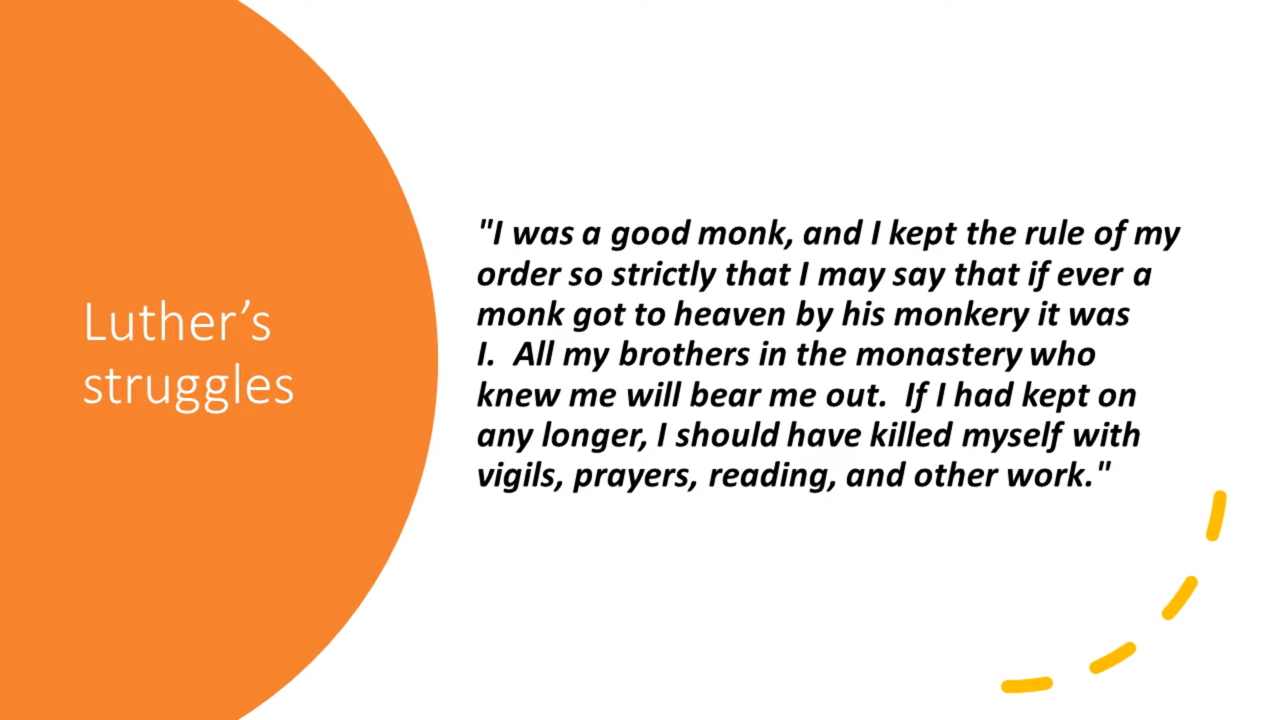 Luther’s
struggles
"I was a good monk, and I kept the rule of my
order so strictly that I may say that if ever a
monk got to heaven by his monkery it was
I.  All my brothers in the monastery who
knew me will bear me out.  If I had kept on
any longer, I should have killed myself with
vigils, prayers, reading, and other work."